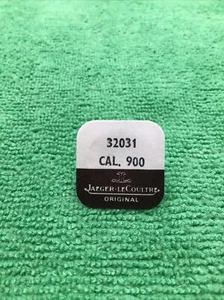 32031
CAL. 900
JAEGER-LECOULTRE
ORIGINAL